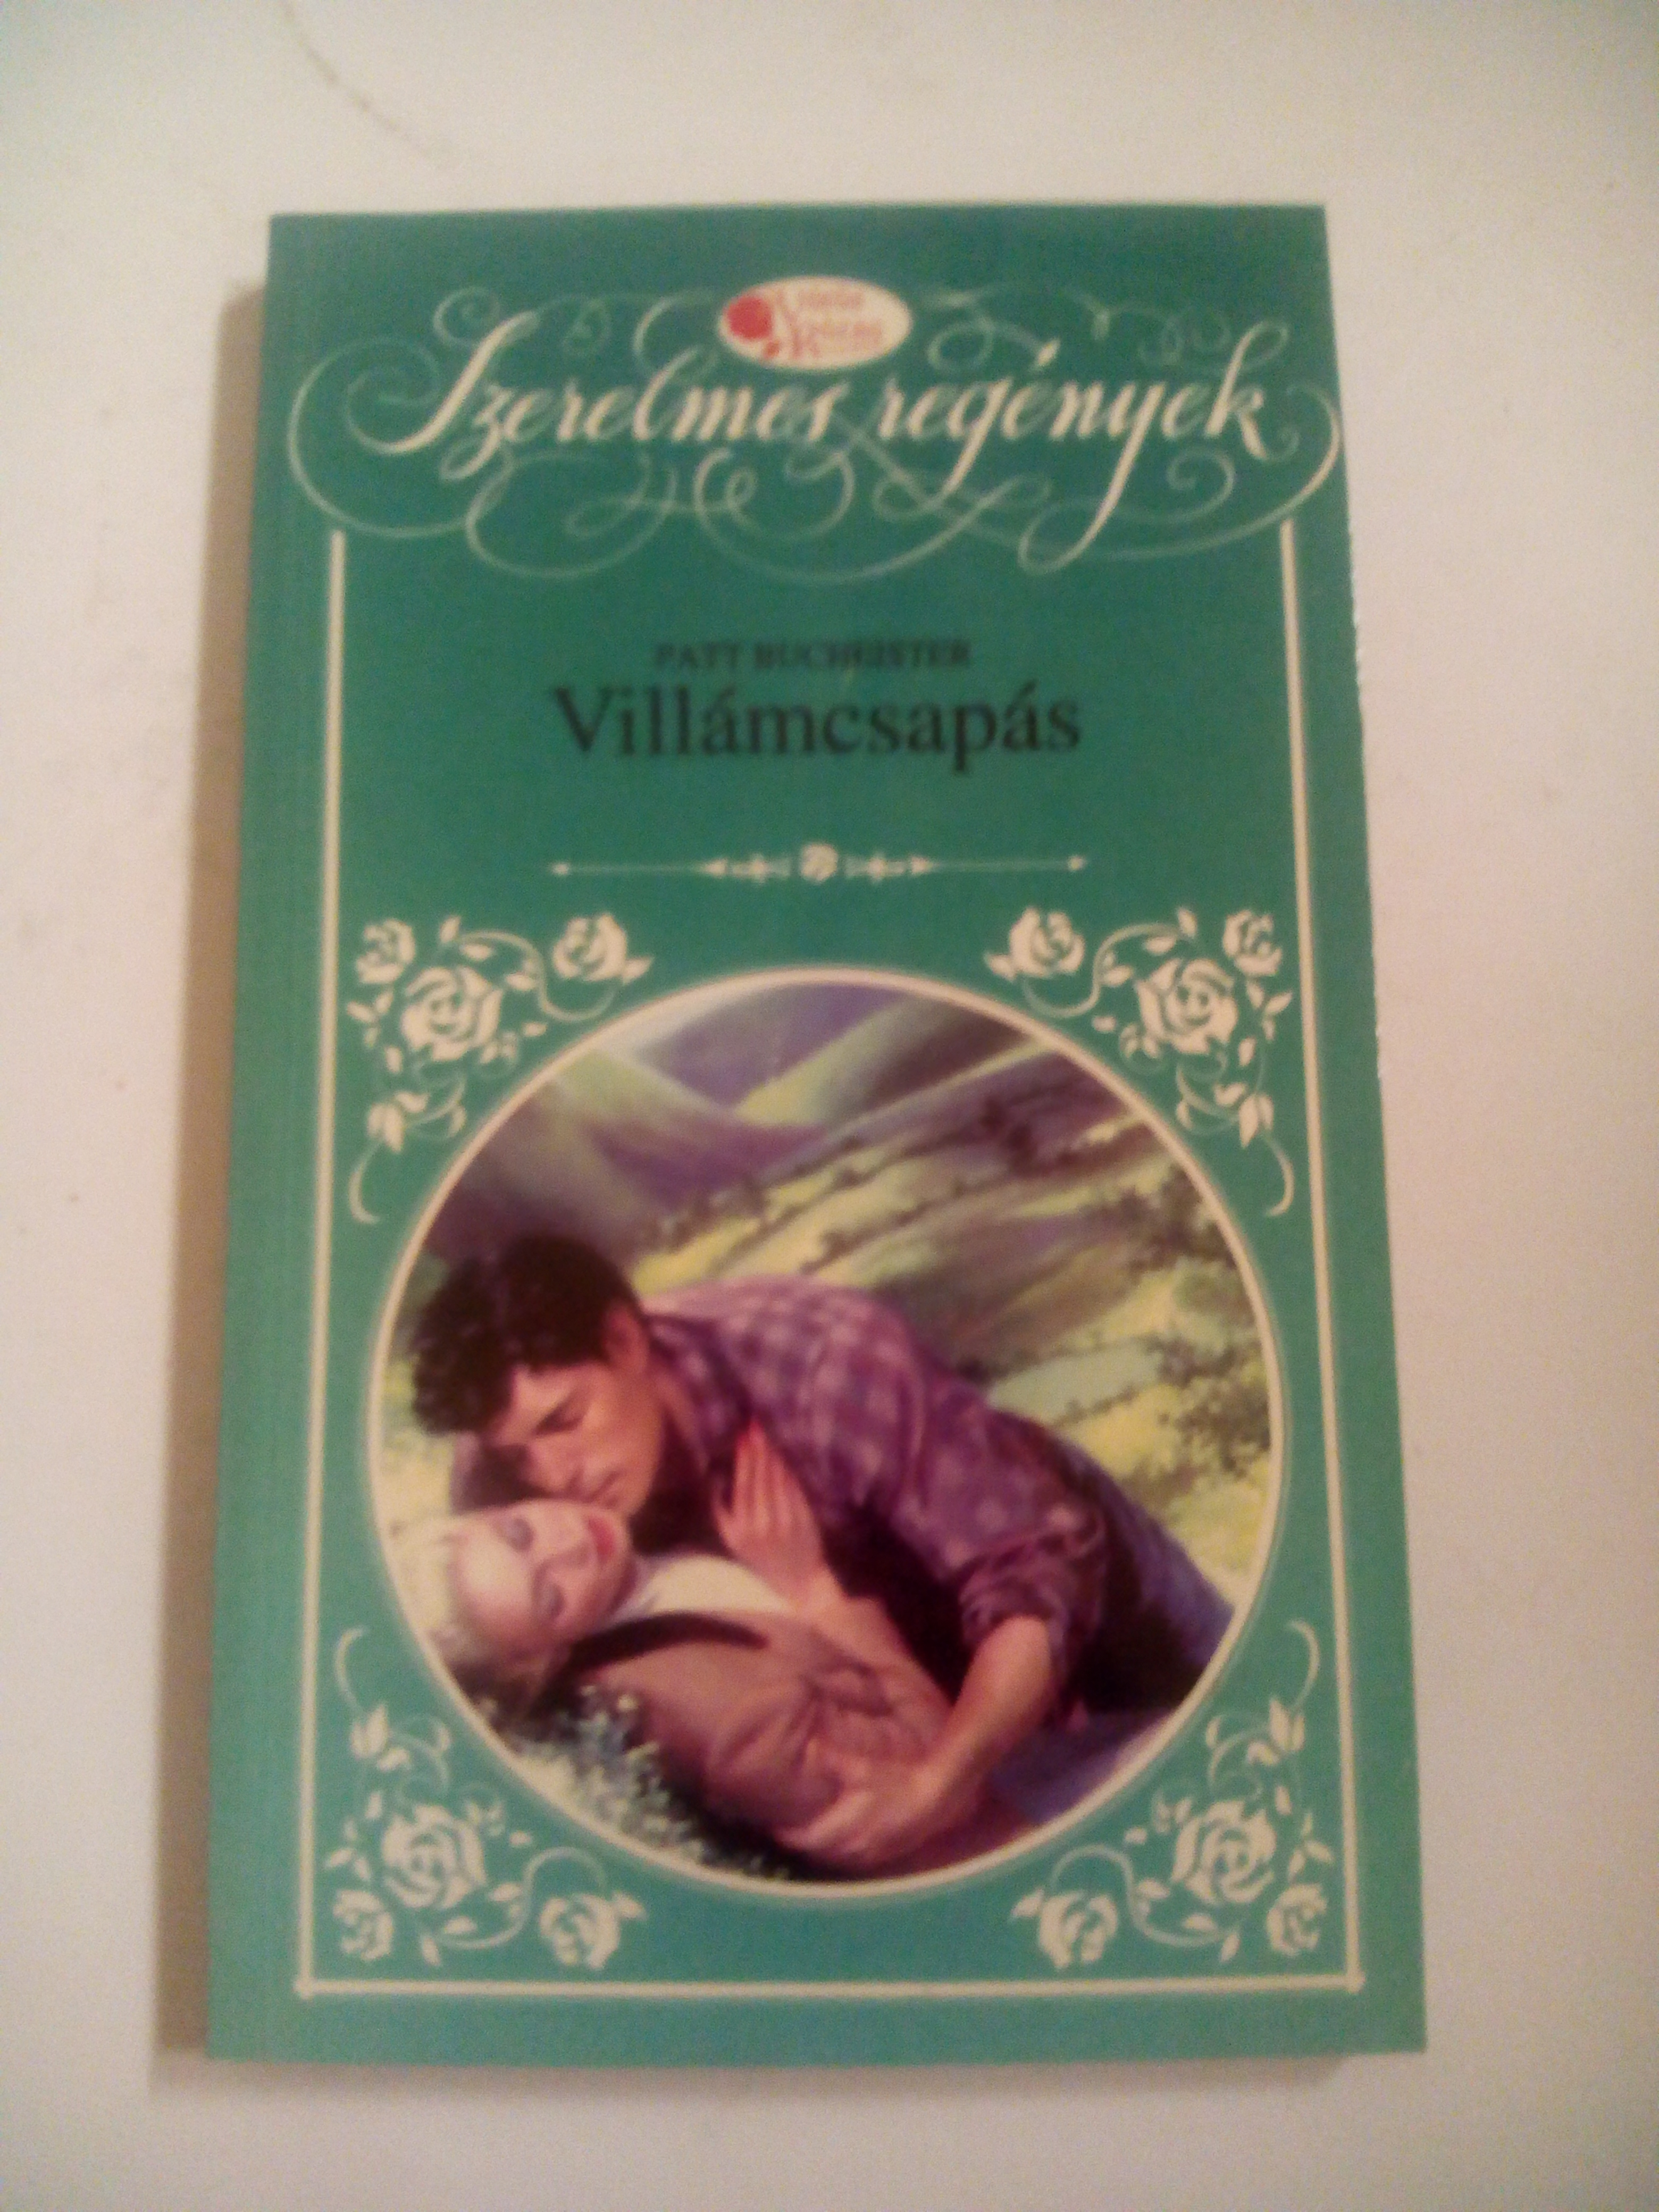 Szerelmes regények
PATT BUCHEISTER
Villámcsapás